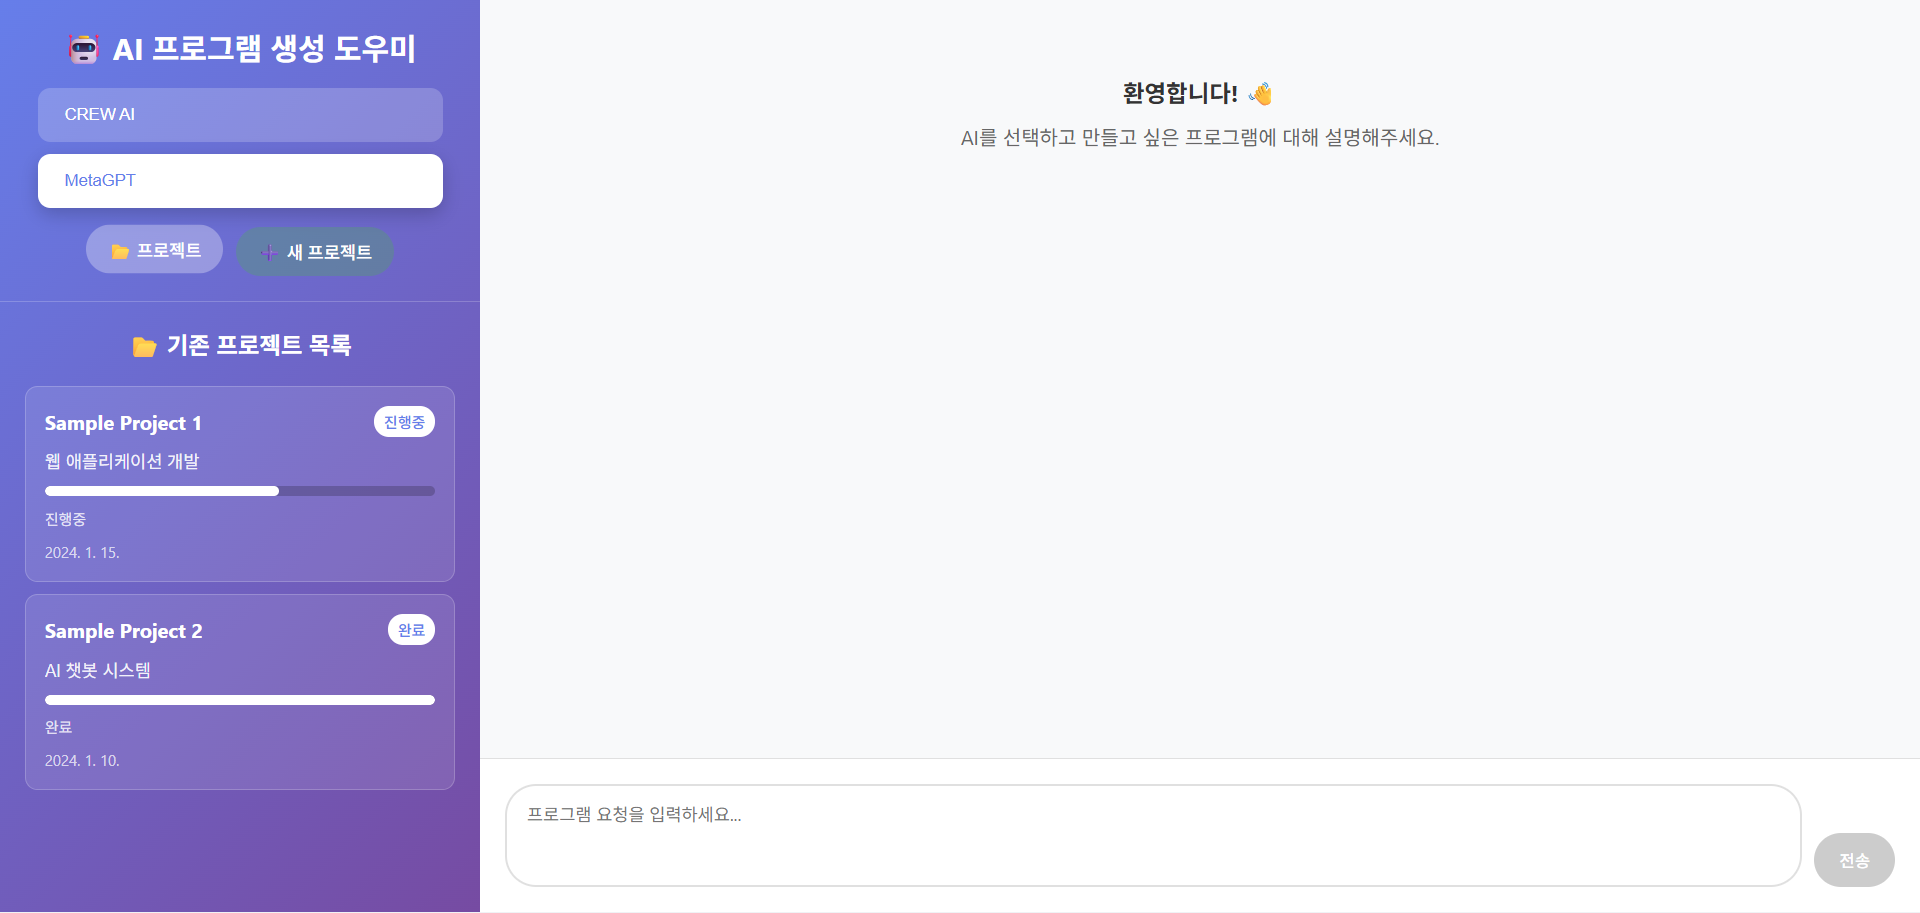 AI 프로그램 생성 도우미
CREW AI
MetaGPT
프로젝트
새 프로젝트
기존 프로젝트 목록
Sample Project 1
진행중
웹 애플리케이션 개발
진행중
2024. 1. 15.
Sample Project 2
완료
AI 챗봇 시스템
완료
2024. 1. 10.
환영합니다!
AI를 선택하고 만들고 싶은 프로그램에 대해 설명해주세요.
프로그램 요청을 입력하세요...
전송